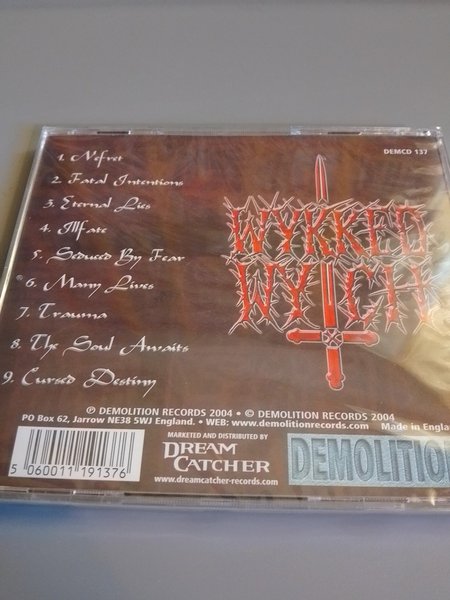 DEMCD 137
1. Nefret
2. Fatal Intentions
3. Eternal Lies
4. Illfate
5. Seduced By Fear
6. Many Lives
7. Trauma
8. The Soul Awaits
9. Cursed Destiny
WYKKED
WYTCH
℗ DEMOLITION RECORDS 2004 • © DEMOLITION RECORDS 2004
PO Box 62, Jarrow NE38 5WJ England. • WEB: www.demolitionrecords.com Made in England
MARKETED AND DISTRIBUTED BY
DREAM
CATCHER
www.dreamcatcher-records.com
DEMOLITION
5 060011 191376